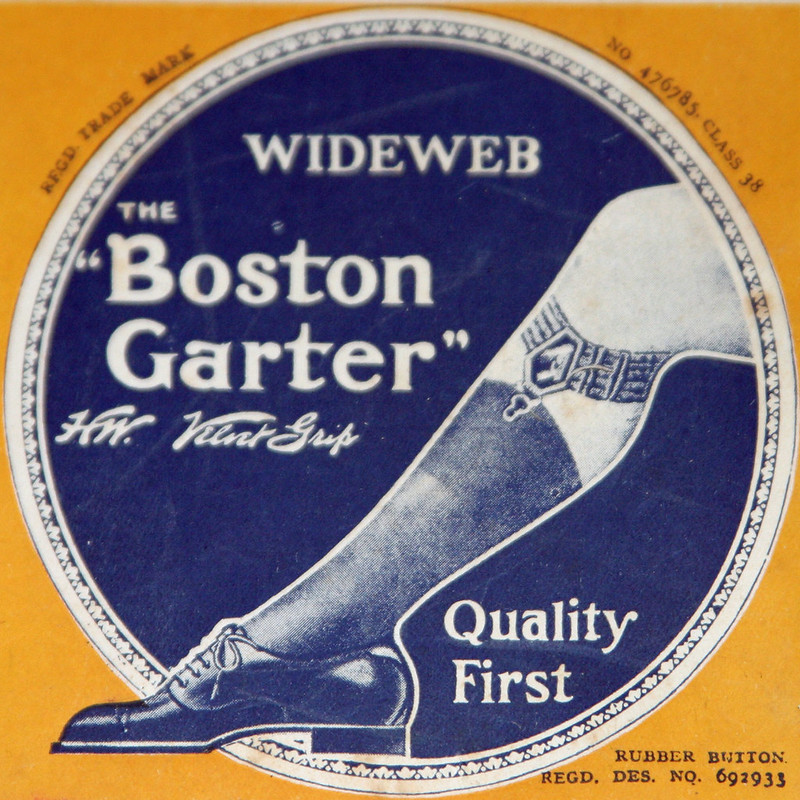 REGD. TRADE MARK
NO. 476785. CLASS 38
WIDEWEB
THE
"Boston
Garter"
HW. Velvet Grip
Quality
First
RUBBER BUTTON.
REGD. DES. NO. 692933